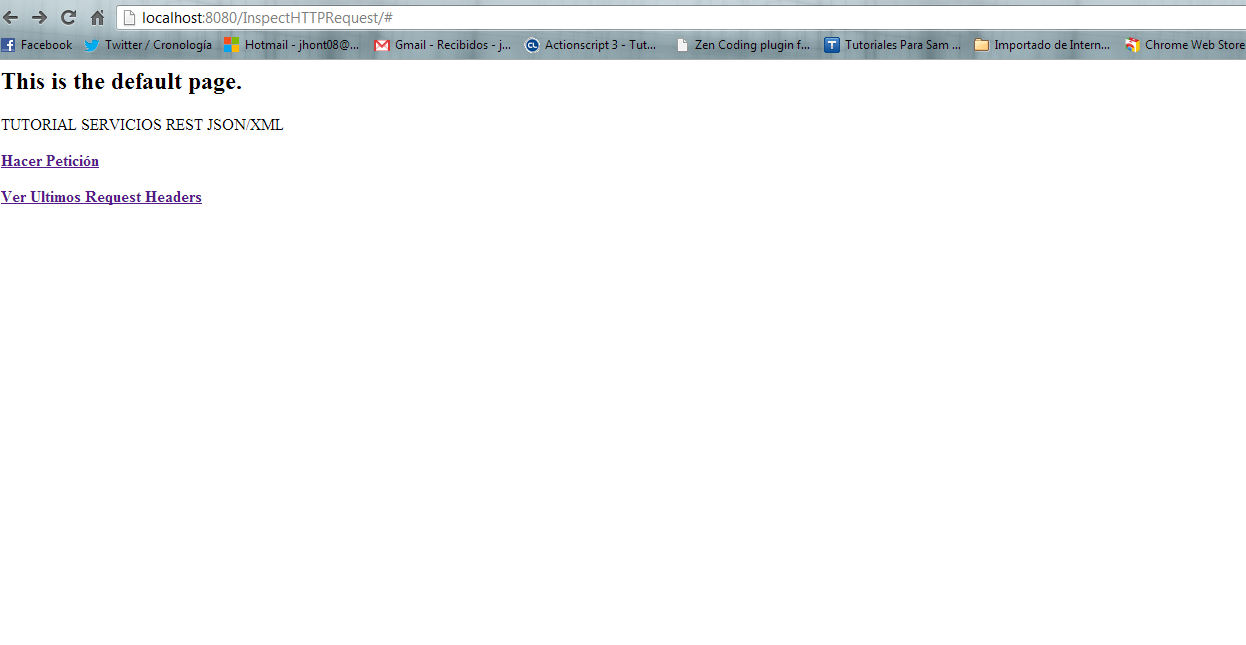 localhost:8080/InspectHTTPRequest/#
Facebook Twitter / Cronología Hotmail - jhont08@... Gmail - Recibidos - j... Actionscript 3 - Tut... Zen Coding plugin f... Tutoriales Para Sam ... Importado de Intern... Chrome Web Store
This is the default page.
TUTORIAL SERVICIOS REST JSON/XML
Hacer Petición
Ver Ultimos Request Headers